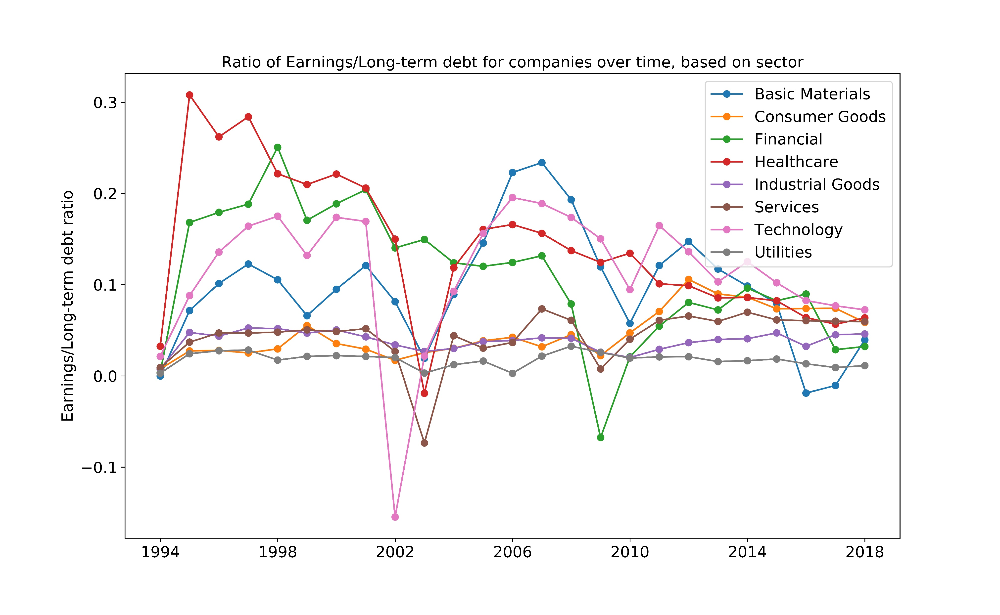 Ratio of Earnings/Long-term debt for companies over time, based on sector
Earnings/Long-term debt ratio
0.3
0.2
0.1
0.0
−0.1
1994 1998 2002 2006 2010 2014 2018
Basic Materials
Consumer Goods
Financial
Healthcare
Industrial Goods
Services
Technology
Utilities